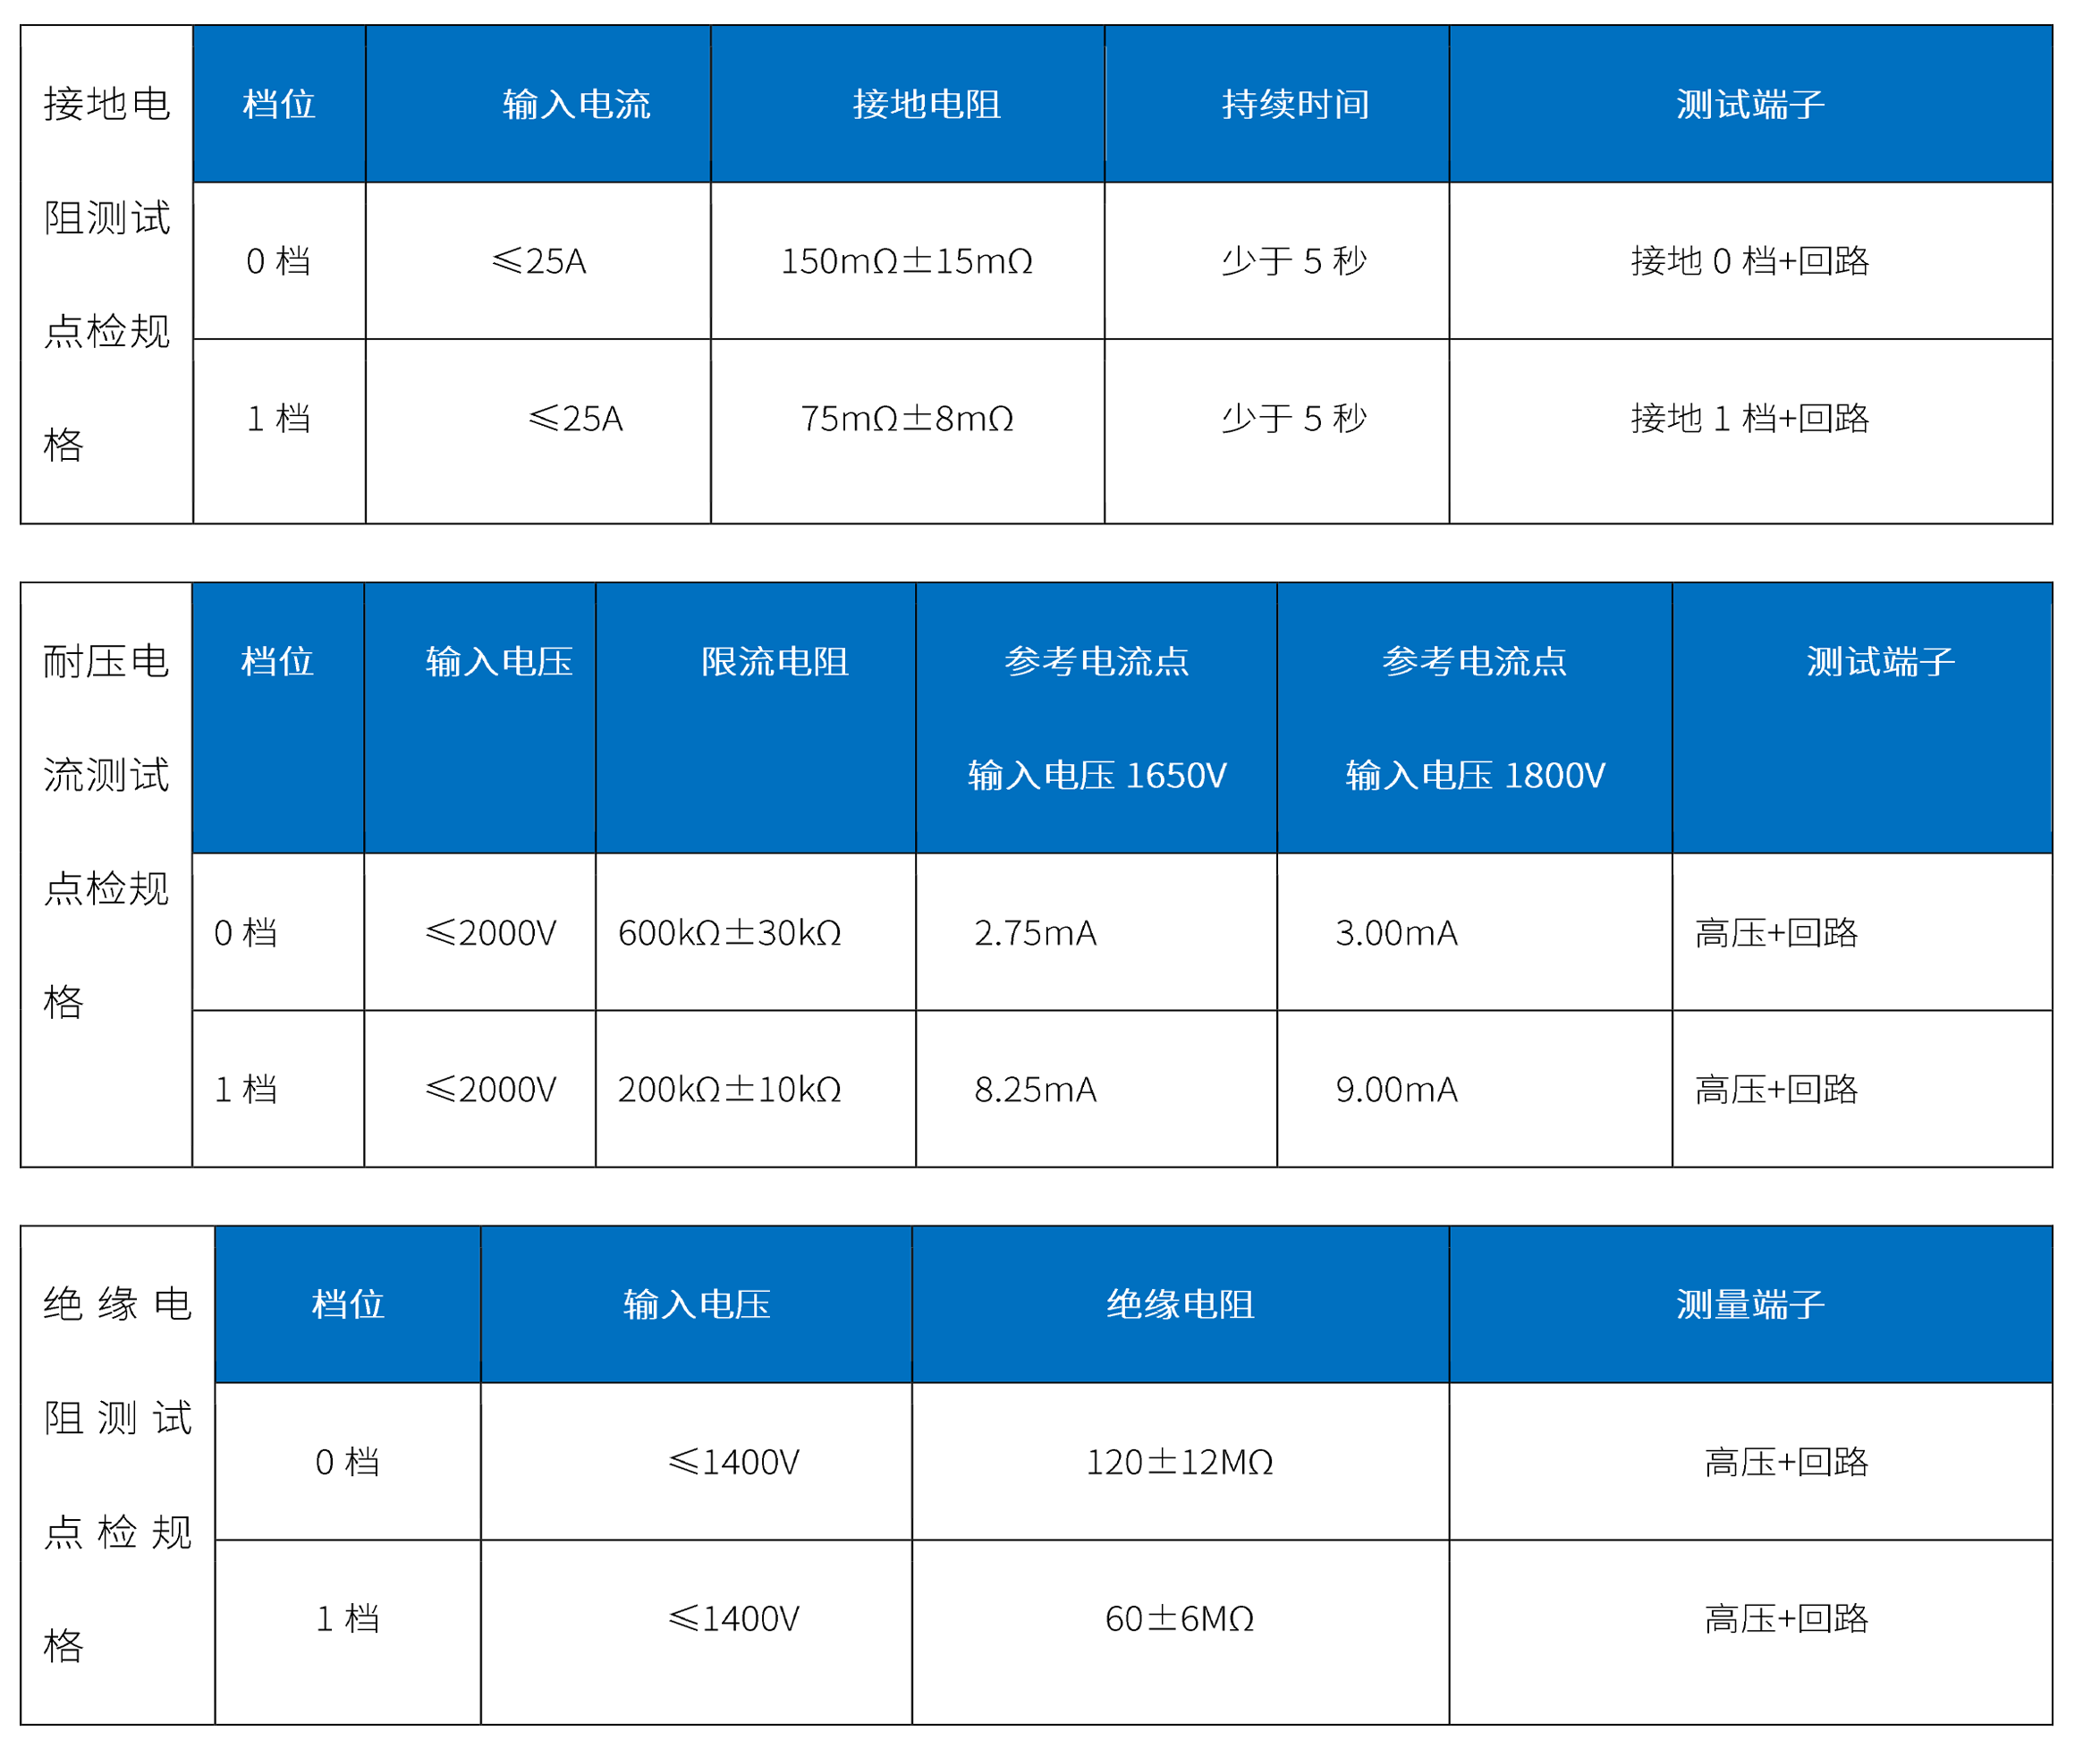 接地电
阻测试
点检规
格
档位 输入电流 接地电阻 持续时间 测试端子
0 档 ≤25A 150mΩ±15mΩ 少于 5 秒 接地 0 档+回路
1 档 ≤25A 75mΩ±8mΩ 少于 5 秒 接地 1 档+回路
耐压电
流测试
点检规
格
档位 输入电压 限流电阻 参考电流点 参考电流点 测试端子
输入电压 1650V 输入电压 1800V
0 档 ≤2000V 600kΩ±30kΩ 2.75mA 3.00mA 高压+回路
1 档 ≤2000V 200kΩ±10kΩ 8.25mA 9.00mA 高压+回路
绝缘电
阻测试
点检规
格
档位 输入电压 绝缘电阻 测量端子
0 档 ≤1400V 120±12MΩ 高压+回路
1 档 ≤1400V 60±6MΩ 高压+回路